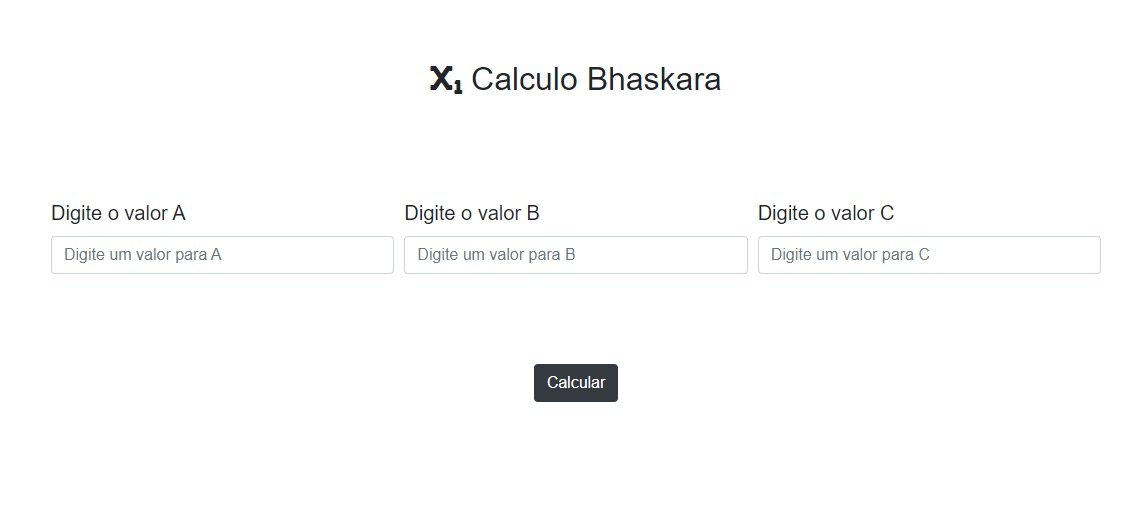 X₁ Calculo Bhaskara
Digite o valor A
Digite o valor B
Digite o valor C
Digite um valor para A
Digite um valor para B
Digite um valor para C
Calcular